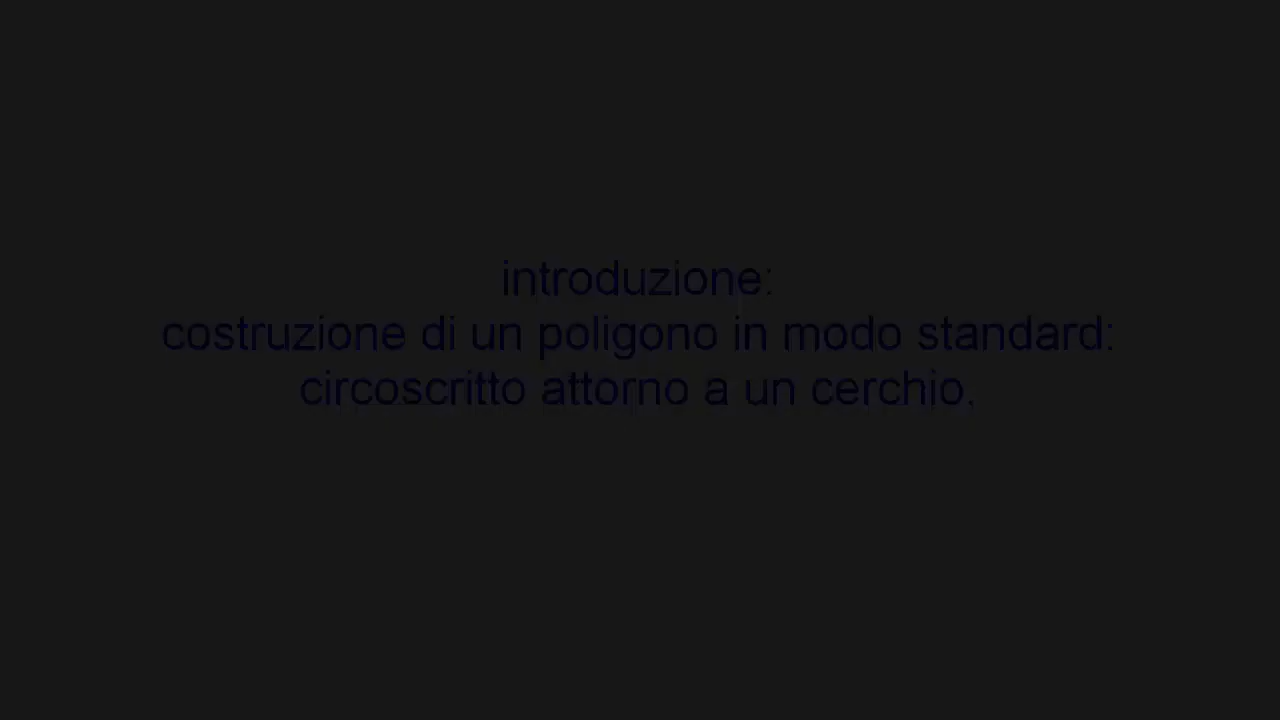 introduzione:
costruzione di un poligono in modo standard:
circoscritto attorno a un cerchio.